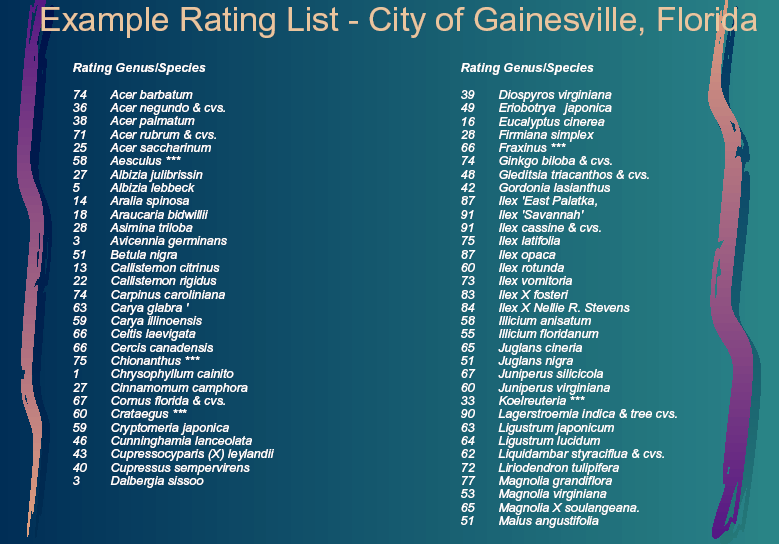 Example Rating List - City of Gainesville, Florida
Rating Genus/Species
74 Acer barbatum
36 Acer negundo & cvs.
38 Acer palmatum
71 Acer rubrum & cvs.
25 Acer saccharinum
58 Aesculus ***
27 Albizia julibrissin
5 Albizia lebbeck
14 Aralia spinosa
18 Araucaria bidwillii
28 Asimina triloba
3 Avicennia germinans
51 Betula nigra
13 Callistemon citrinus
22 Callistemon rigidus
74 Carpinus caroliniana
63 Carya glabra '
59 Carya illinoensis
66 Celtis laevigata
66 Cercis canadensis
75 Chionanthus ***
1 Chrysophyllum cainito
27 Cinnamomum camphora
67 Cornus florida & cvs.
60 Crataegus ***
59 Cryptomeria japonica
46 Cunninghamia lanceolata
43 Cupressocyparis (X) leylandii
40 Cupressus sempervirens
3 Dalbergia sissoo
Rating Genus/Species
39 Diospyros virginiana
49 Eriobotrya japonica
16 Eucalyptus cinerea
28 Firmiana simplex
66 Fraxinus ***
74 Ginkgo biloba & cvs.
48 Gleditsia triacanthos & cvs.
42 Gordonia lasianthus
87 Ilex 'East Palatka,
91 Ilex 'Savannah'
91 Ilex cassine & cvs.
75 Ilex latifolia
87 Ilex opaca
60 Ilex rotunda
73 Ilex vomitoria
83 Ilex X fosteri
84 Ilex X Nellie R. Stevens
58 Illicium anisatum
55 Illicium floridanum
65 Juglans cineria
51 Juglans nigra
67 Juniperus silicicola
60 Juniperus virginiana
33 Koelreuteria ***
90 Lagerstroemia indica & tree cvs.
63 Ligustrum japonicum
64 Ligustrum lucidum
62 Liquidambar styraciflua & cvs.
72 Liriodendron tulipifera
77 Magnolia grandiflora
53 Magnolia virginiana
65 Magnolia X soulangeana.
51 Malus angustifolia